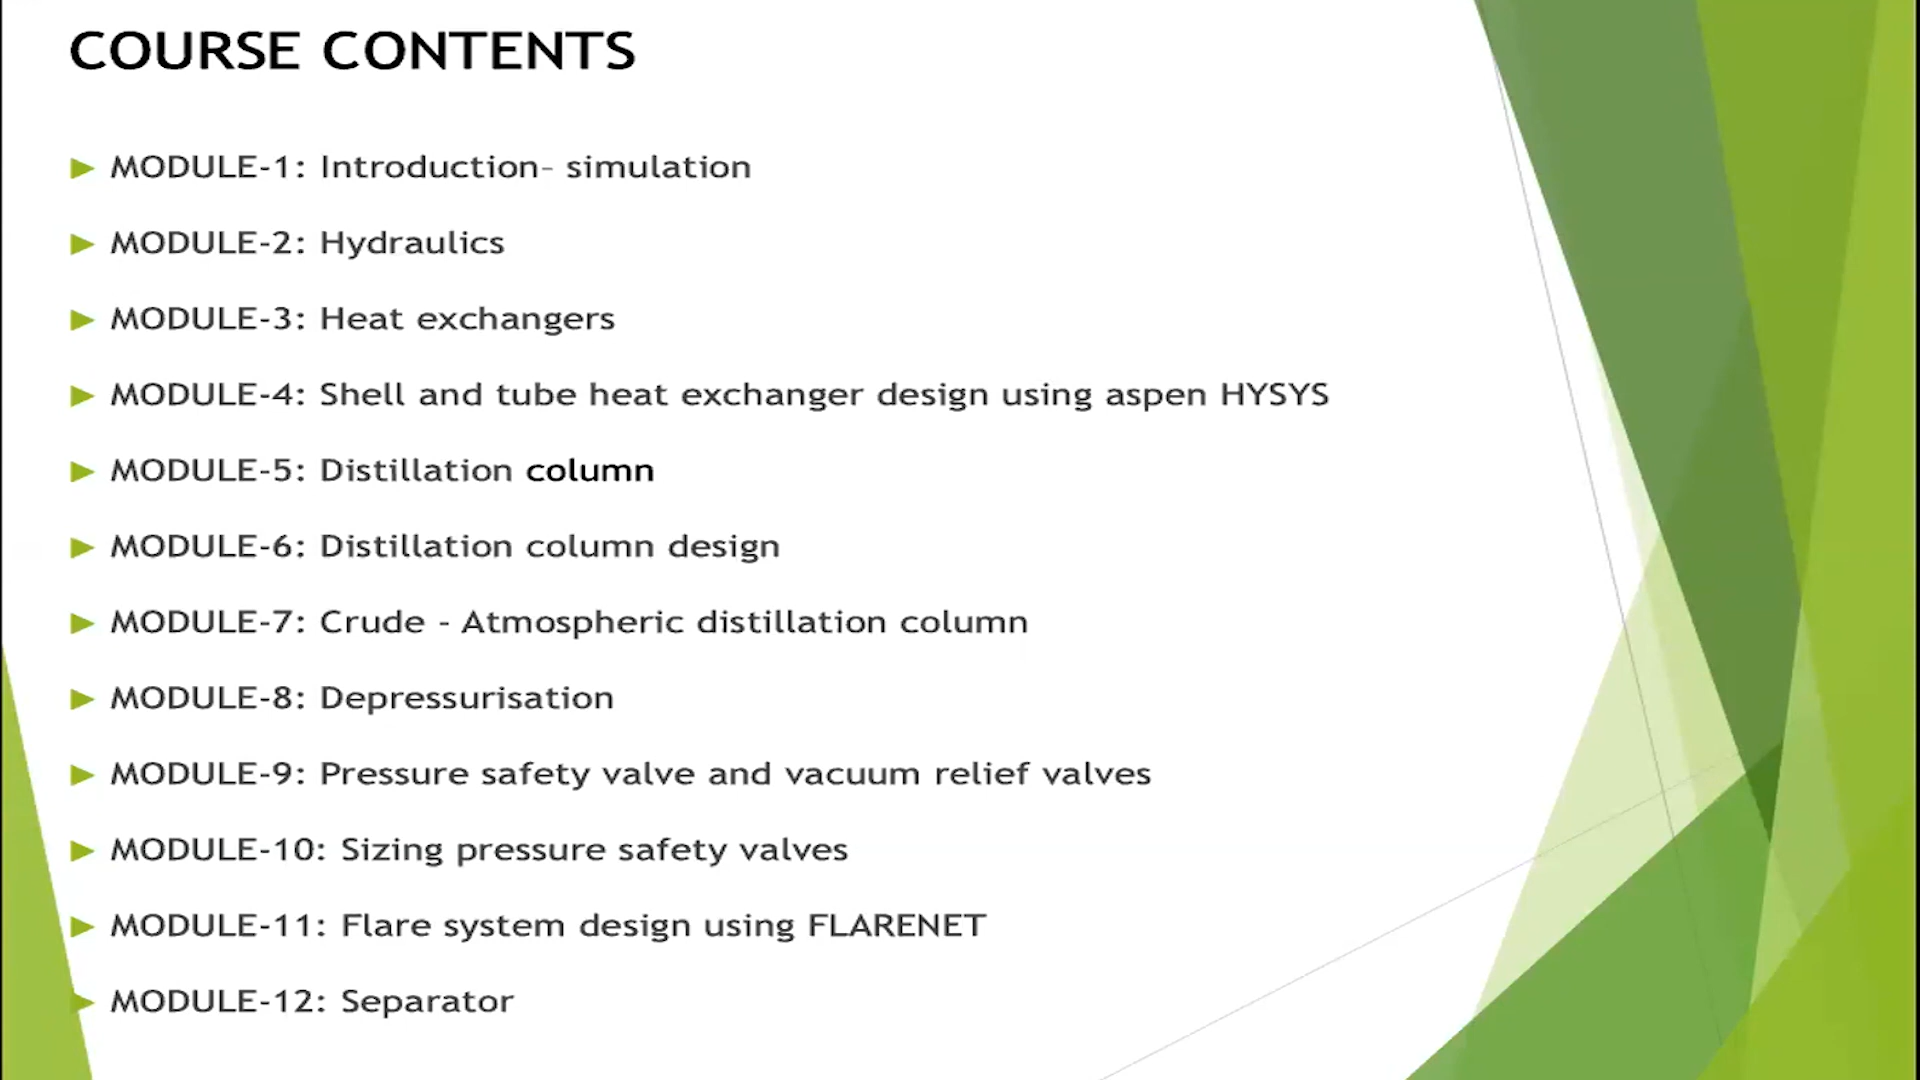 COURSE CONTENTS
MODULE-1: Introduction- simulation
MODULE-2: Hydraulics
MODULE-3: Heat exchangers
MODULE-4: Shell and tube heat exchanger design using aspen HYSYS
MODULE-5: Distillation column
MODULE-6: Distillation column design
MODULE-7: Crude - Atmospheric distillation column
MODULE-8: Depressurisation
MODULE-9: Pressure safety valve and vacuum relief valves
MODULE-10: Sizing pressure safety valves
MODULE-11: Flare system design using FLARENET
MODULE-12: Separator